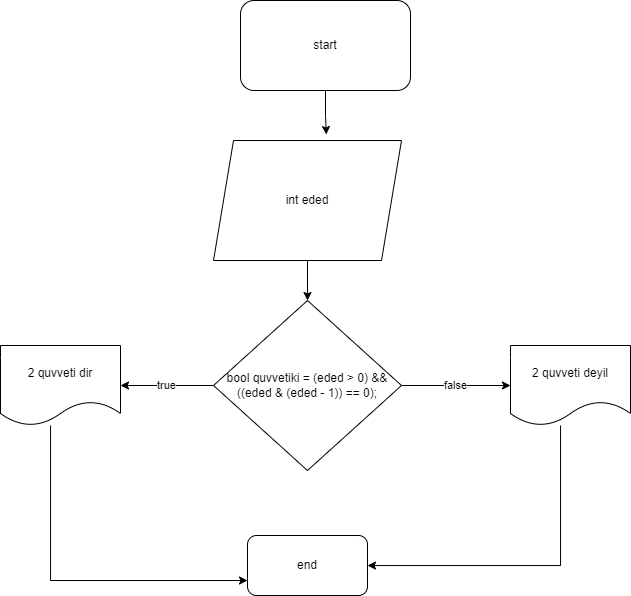 start
int eded
bool quvvetiki = (eded > 0) &&
((eded & (eded - 1)) == 0);
true
false
2 quvveti dir
2 quvveti deyil
end